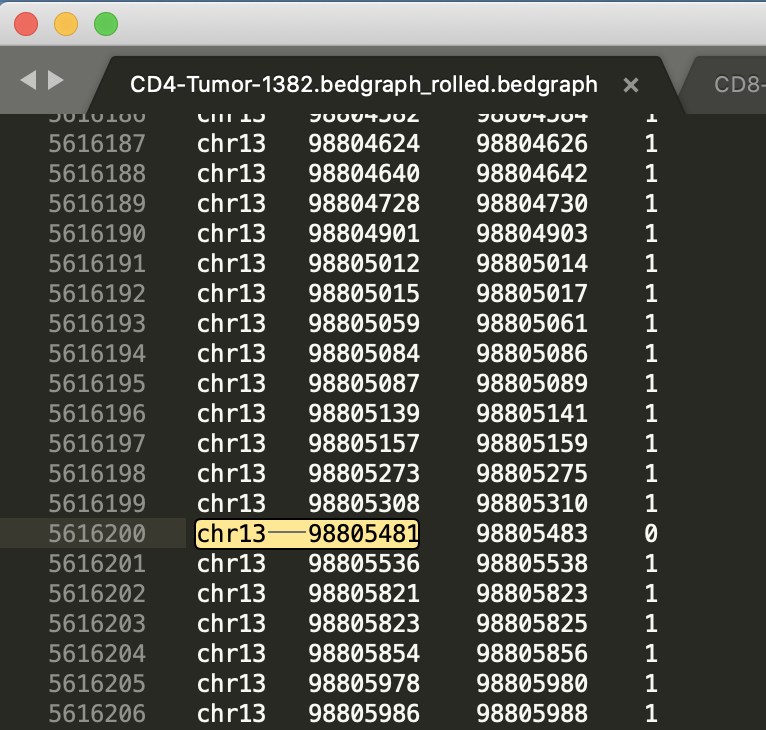 CD4-Tumor-1382.bedgraph_rolled.bedgraph × CD8-
5616186 chr13 98804582 98804584 1
5616187 chr13 98804624 98804626 1
5616188 chr13 98804640 98804642 1
5616189 chr13 98804728 98804730 1
5616190 chr13 98804901 98804903 1
5616191 chr13 98805012 98805014 1
5616192 chr13 98805015 98805017 1
5616193 chr13 98805059 98805061 1
5616194 chr13 98805084 98805086 1
5616195 chr13 98805087 98805089 1
5616196 chr13 98805139 98805141 1
5616197 chr13 98805157 98805159 1
5616198 chr13 98805273 98805275 1
5616199 chr13 98805308 98805310 1
5616200 chr13 98805481 98805483 0
5616201 chr13 98805536 98805538 1
5616202 chr13 98805821 98805823 1
5616203 chr13 98805823 98805825 1
5616204 chr13 98805854 98805856 1
5616205 chr13 98805978 98805980 1
5616206 chr13 98805986 98805988 1